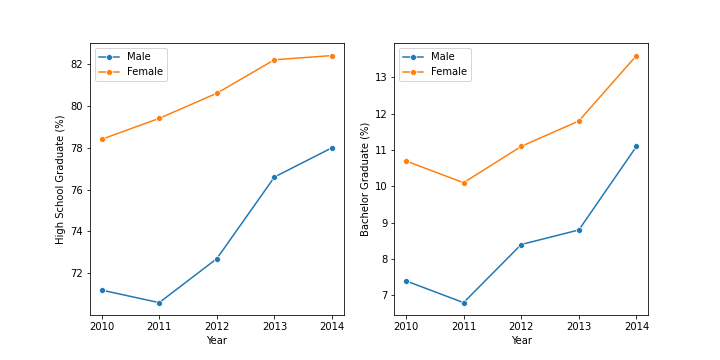 Male
Female
High School Graduate (%)
82
80
78
76
74
72
2010 2011 2012 2013 2014
Year
Male
Female
Bachelor Graduate (%)
13
12
11
10
9
8
7
2010 2011 2012 2013 2014
Year